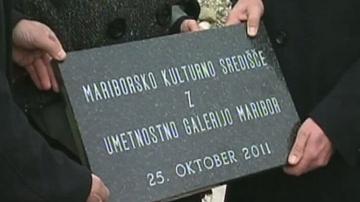 MARIBORSKO KULTURNO SREDIŠČE
Z
UMETNOSTNO GALERIJO MARIBOR
25. OKTOBER 2011